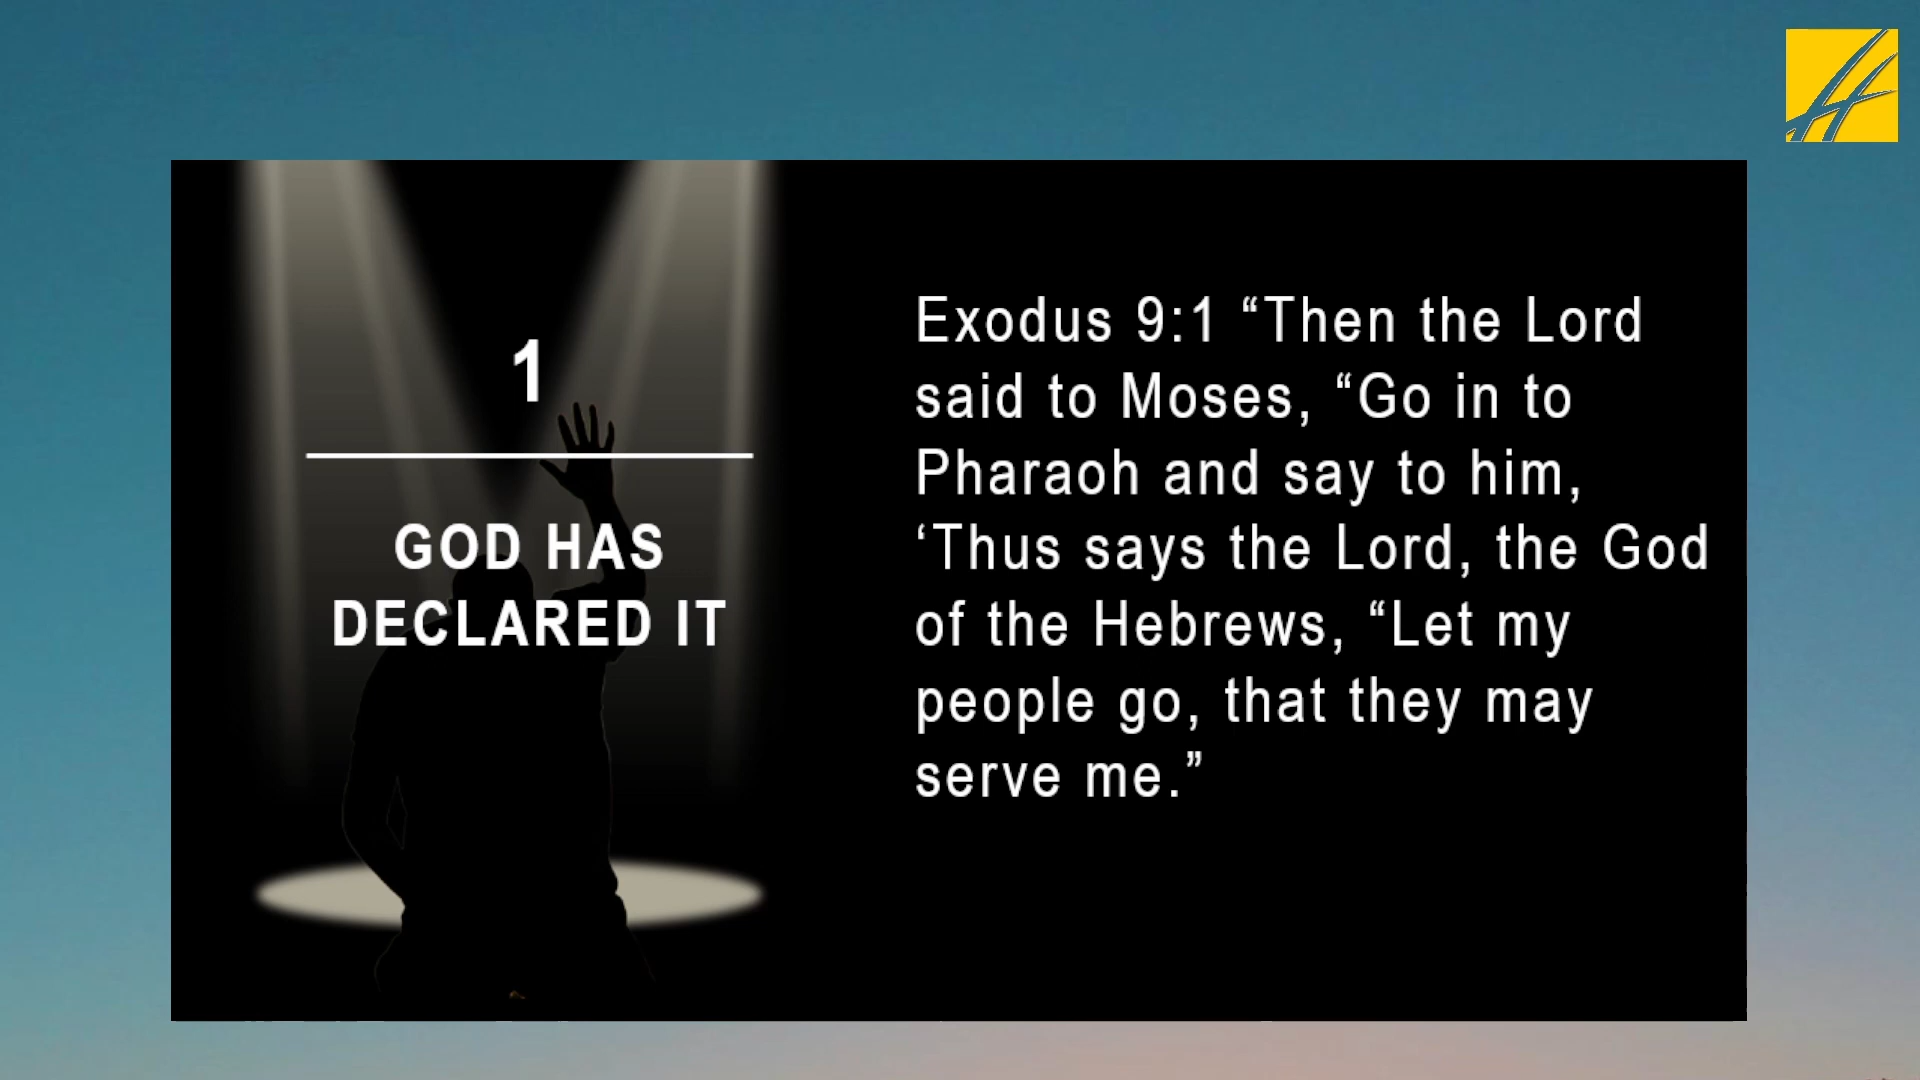 1
GOD HAS
DECLARED IT
Exodus 9:1 “Then the Lord
said to Moses, “Go in to
Pharaoh and say to him,
‘Thus says the Lord, the God
of the Hebrews, “Let my
people go, that they may
serve me.”